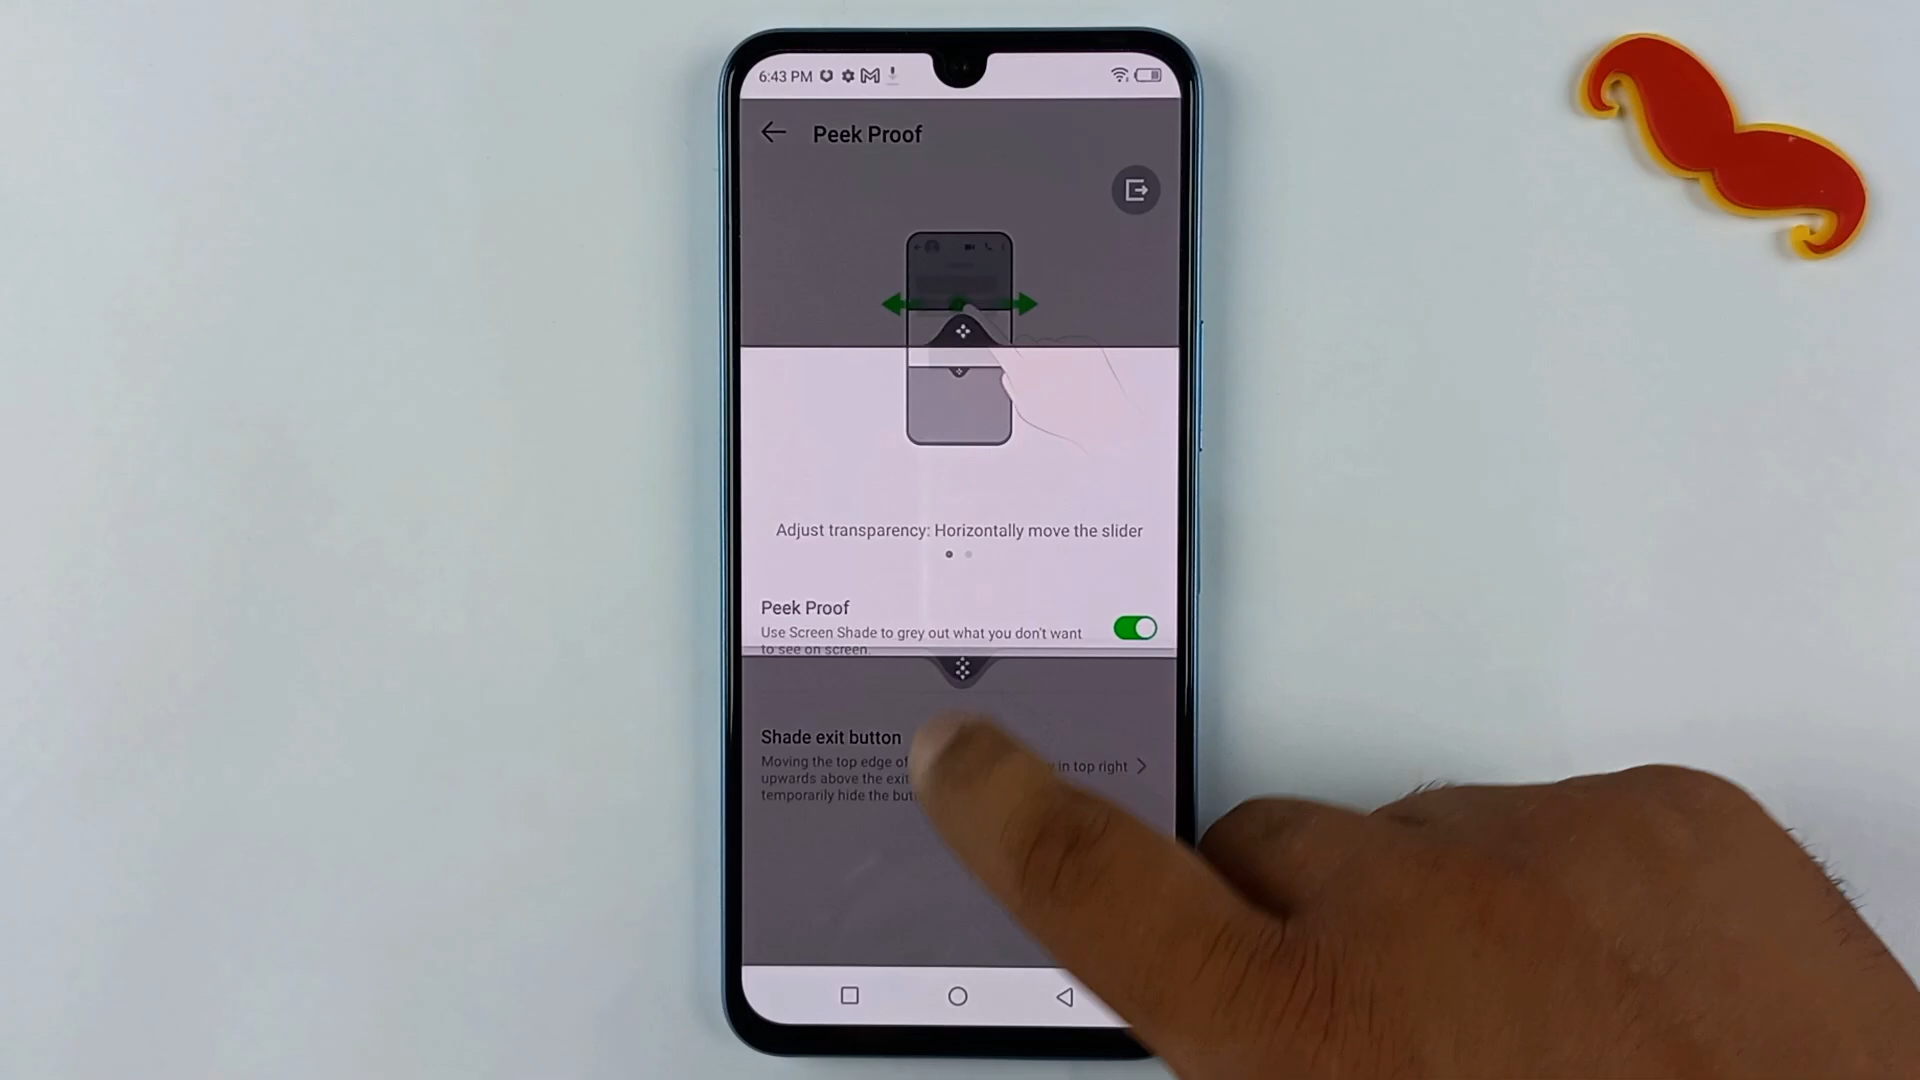 6:43 PM
Peek Proof
Adjust transparency: Horizontally move the slider
Peek Proof
Use Screen Shade to grey out what you don't want
to see on screen.
Shade exit button
Moving the top edge of
upwards above the exit
temporarily hide the
in top right